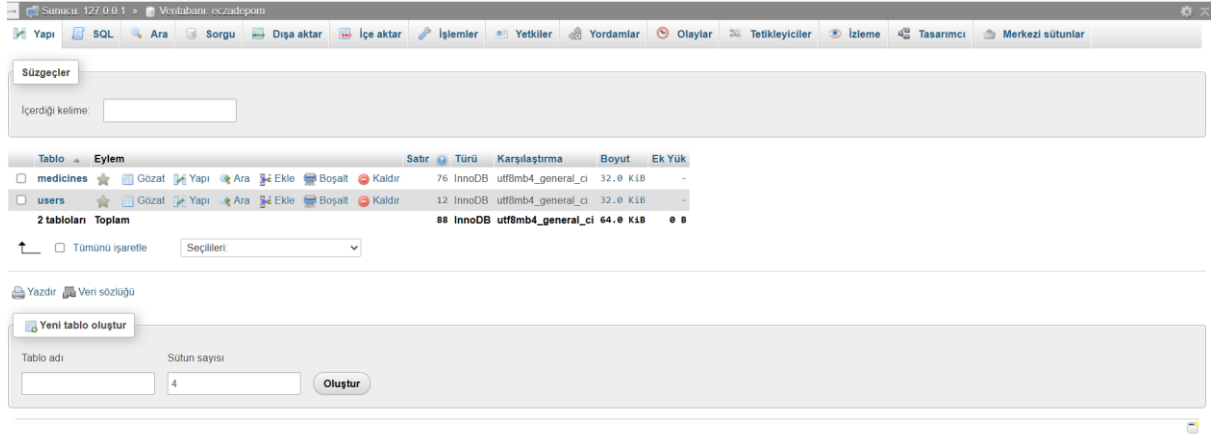 Sunucu: 127.0.0.1 » Veritabanı: eczadepom
Yapı SQL Ara Sorgu Dışa aktar İçe aktar İşlemler Yetkiler Yordamlar Olaylar Tetikleyiciler İzleme Tasarımcı Merkezi sütunlar
Süzgeçler
İçerdiği kelime:
Tablo Eylem Satır Türü Karşılaştırma Boyut Ek Yük
medicines Gözat Yapı Ara Ekle Boşalt Kaldır 76 InnoDB utf8mb4_general_ci 32.0 KiB -
users Gözat Yapı Ara Ekle Boşalt Kaldır 12 InnoDB utf8mb4_general_ci 32.0 KiB -
2 tabloları Toplam 88 InnoDB utf8mb4_general_ci 64.0 KiB 0 B
Tümünü işaretle Seçilileri:
Yazdır Veri sözlüğü
Yeni tablo oluştur
Tablo adı Sütun sayısı
4 Oluştur